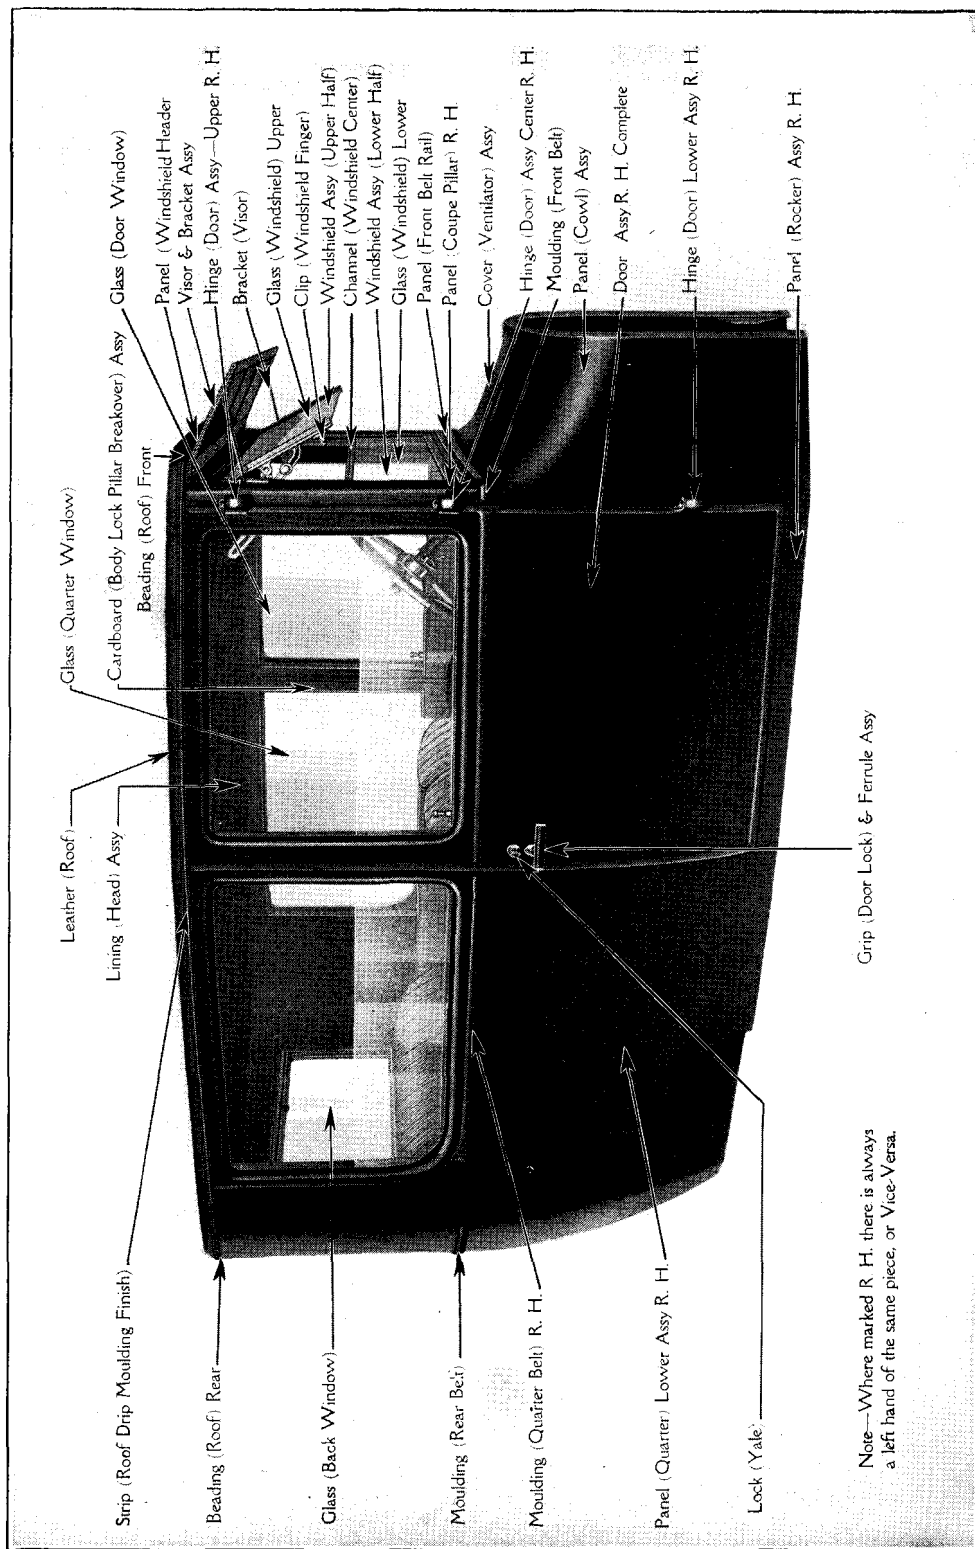 Leather (Roof)
Lining (Head) Assy
Glass (Quarter Window)
Cardboard (Body Lock Pillar Breakover) Assy
Beading (Roof) Front
Glass (Door Window)
Panel (Windshield Header
Visor & Bracket Assy
Hinge (Door) Assy—Upper R. H.
Bracket (Visor)
Glass (Windshield) Upper
Clip (Windshield Finger)
Windshield Assy (Upper Half)
Channel (Windshield Center)
Windshield Assy (Lower Half)
Glass (Windshield) Lower
Panel (Front Belt Rail)
Panel (Coupe Pillar) R. H.
Cover (Ventilator) Assy
Hinge (Door) Assy Center R. H.
Moulding (Front Belt)
Panel (Cowl) Assy
Door Assy R. H. Complete
Hinge (Door) Lower Assy R. H.
Panel (Rocker) Assy R. H.
Strip (Roof Drip Moulding Finish)
Beading (Roof) Rear
Glass (Back Window)
Moulding (Rear Belt)
Moulding (Quarter Belt) R. H.
Panel (Quarter) Lower Assy R. H.
Lock (Yale)
Grip (Door Lock) & Ferrule Assy
Note—Where marked R. H. there is always
a left hand of the same piece, or Vice-Versa.